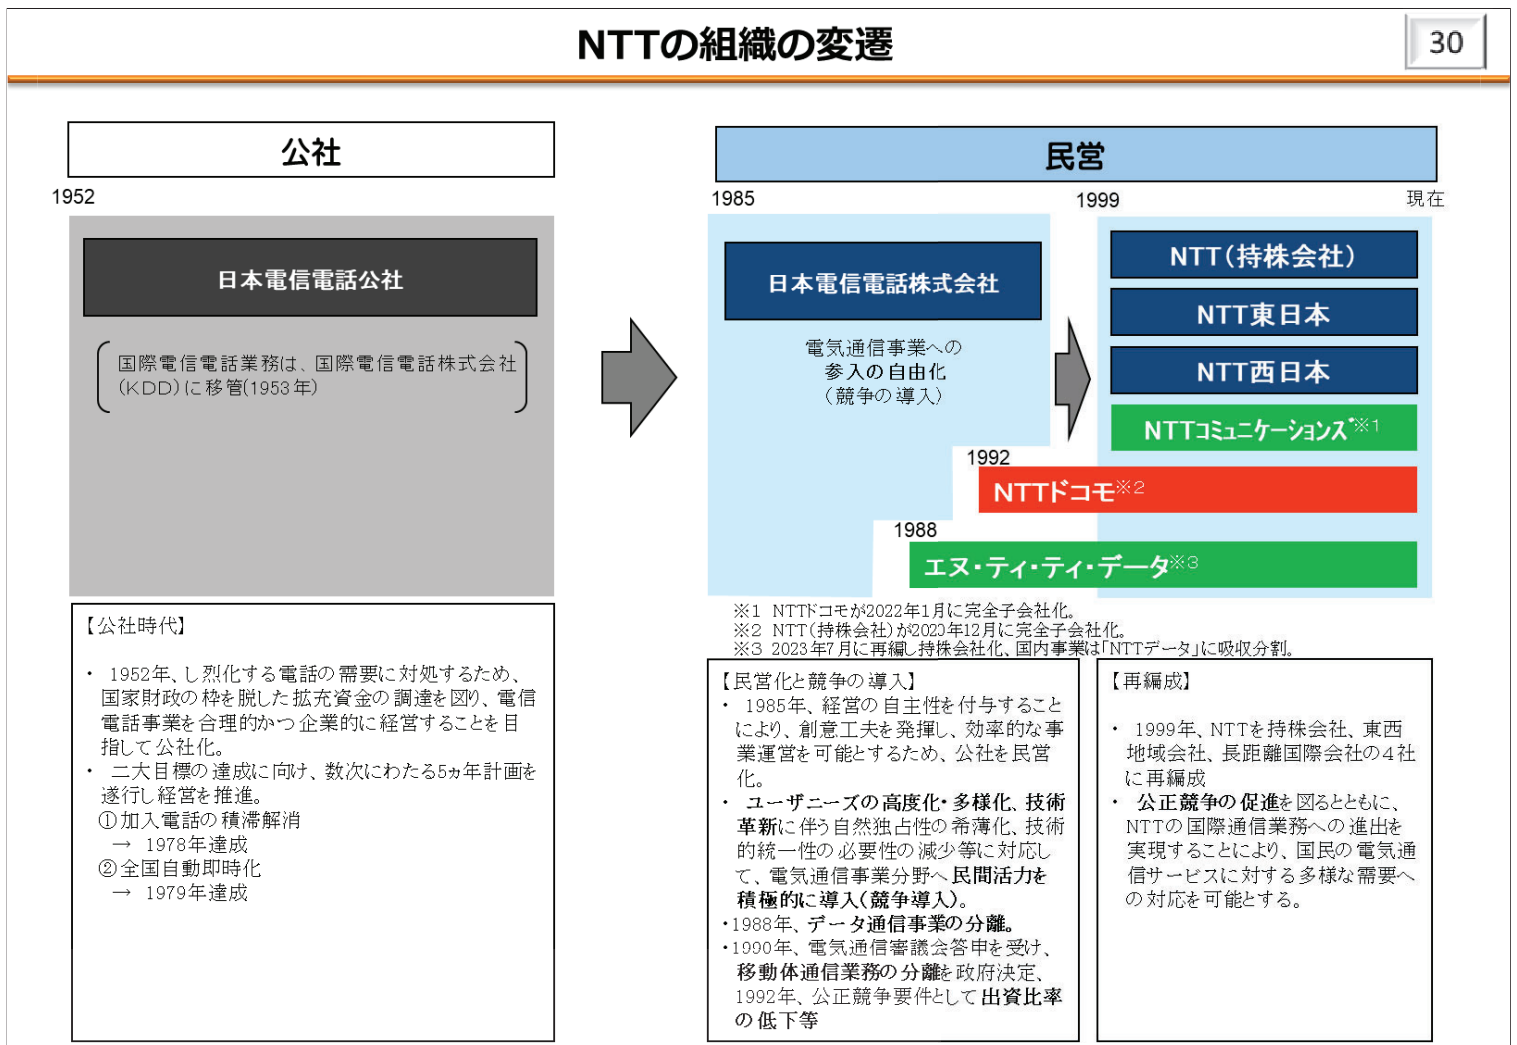 NTTの組織の変遷
30
公社
1952
日本電信電話公社
国際電信電話業務は、国際電信電話株式会社
(KDD)に移管(1953年)
【公社時代】
・ 1952年、し烈化する電話の需要に対処するため、
国家財政の枠を脱した拡充資金の調達を図り、電信
電話事業を合理的かつ企業的に経営することを目
指して公社化。
・ 二大目標の達成に向け、数次にわたる5ヵ年計画を
遂行し経営を推進。
①加入電話の積滞解消
→ 1978年達成
②全国自動即時化
→ 1979年達成
民営
1985
1999
現在
日本電信電話株式会社
電気通信事業への
参入の自由化
(競争の導入)
NTT(持株会社)
NTT東日本
NTT西日本
NTTコミュニケーションズ※1
1992
NTTドコモ※2
1988
エヌ・ティ・ティ・データ※3
※1 NTTドコモが2022年1月に完全子会社化。
※2 NTT(持株会社)が2020年12月に完全子会社化。
※3 2023年7月に再編し持株会社化、国内事業は「NTTデータ」に吸収分割。
【民営化と競争の導入】
・ 1985年、経営の自主性を付与すること
により、創意工夫を発揮し、効率的な事
業運営を可能とするため、公社を民営
化。
・ ユーザニーズの高度化・多様化、技術
革新に伴う自然独占性の希薄化、技術
的統一性の必要性の減少等に対応し
て、電気通信事業分野へ民間活力を
積極的に導入(競争導入)。
・1988年、データ通信事業の分離。
・1990年、電気通信審議会答申を受け、
移動体通信業務の分離を政府決定、
1992年、公正競争要件として出資比率
の低下等
【再編成】
・ 1999年、NTTを持株会社、東西
地域会社、長距離国際会社の4社
に再編成
・ 公正競争の促進を図るとともに、
NTTの国際通信業務への進出を
実現することにより、国民の電気通
信サービスに対する多様な需要へ
の対応を可能とする。